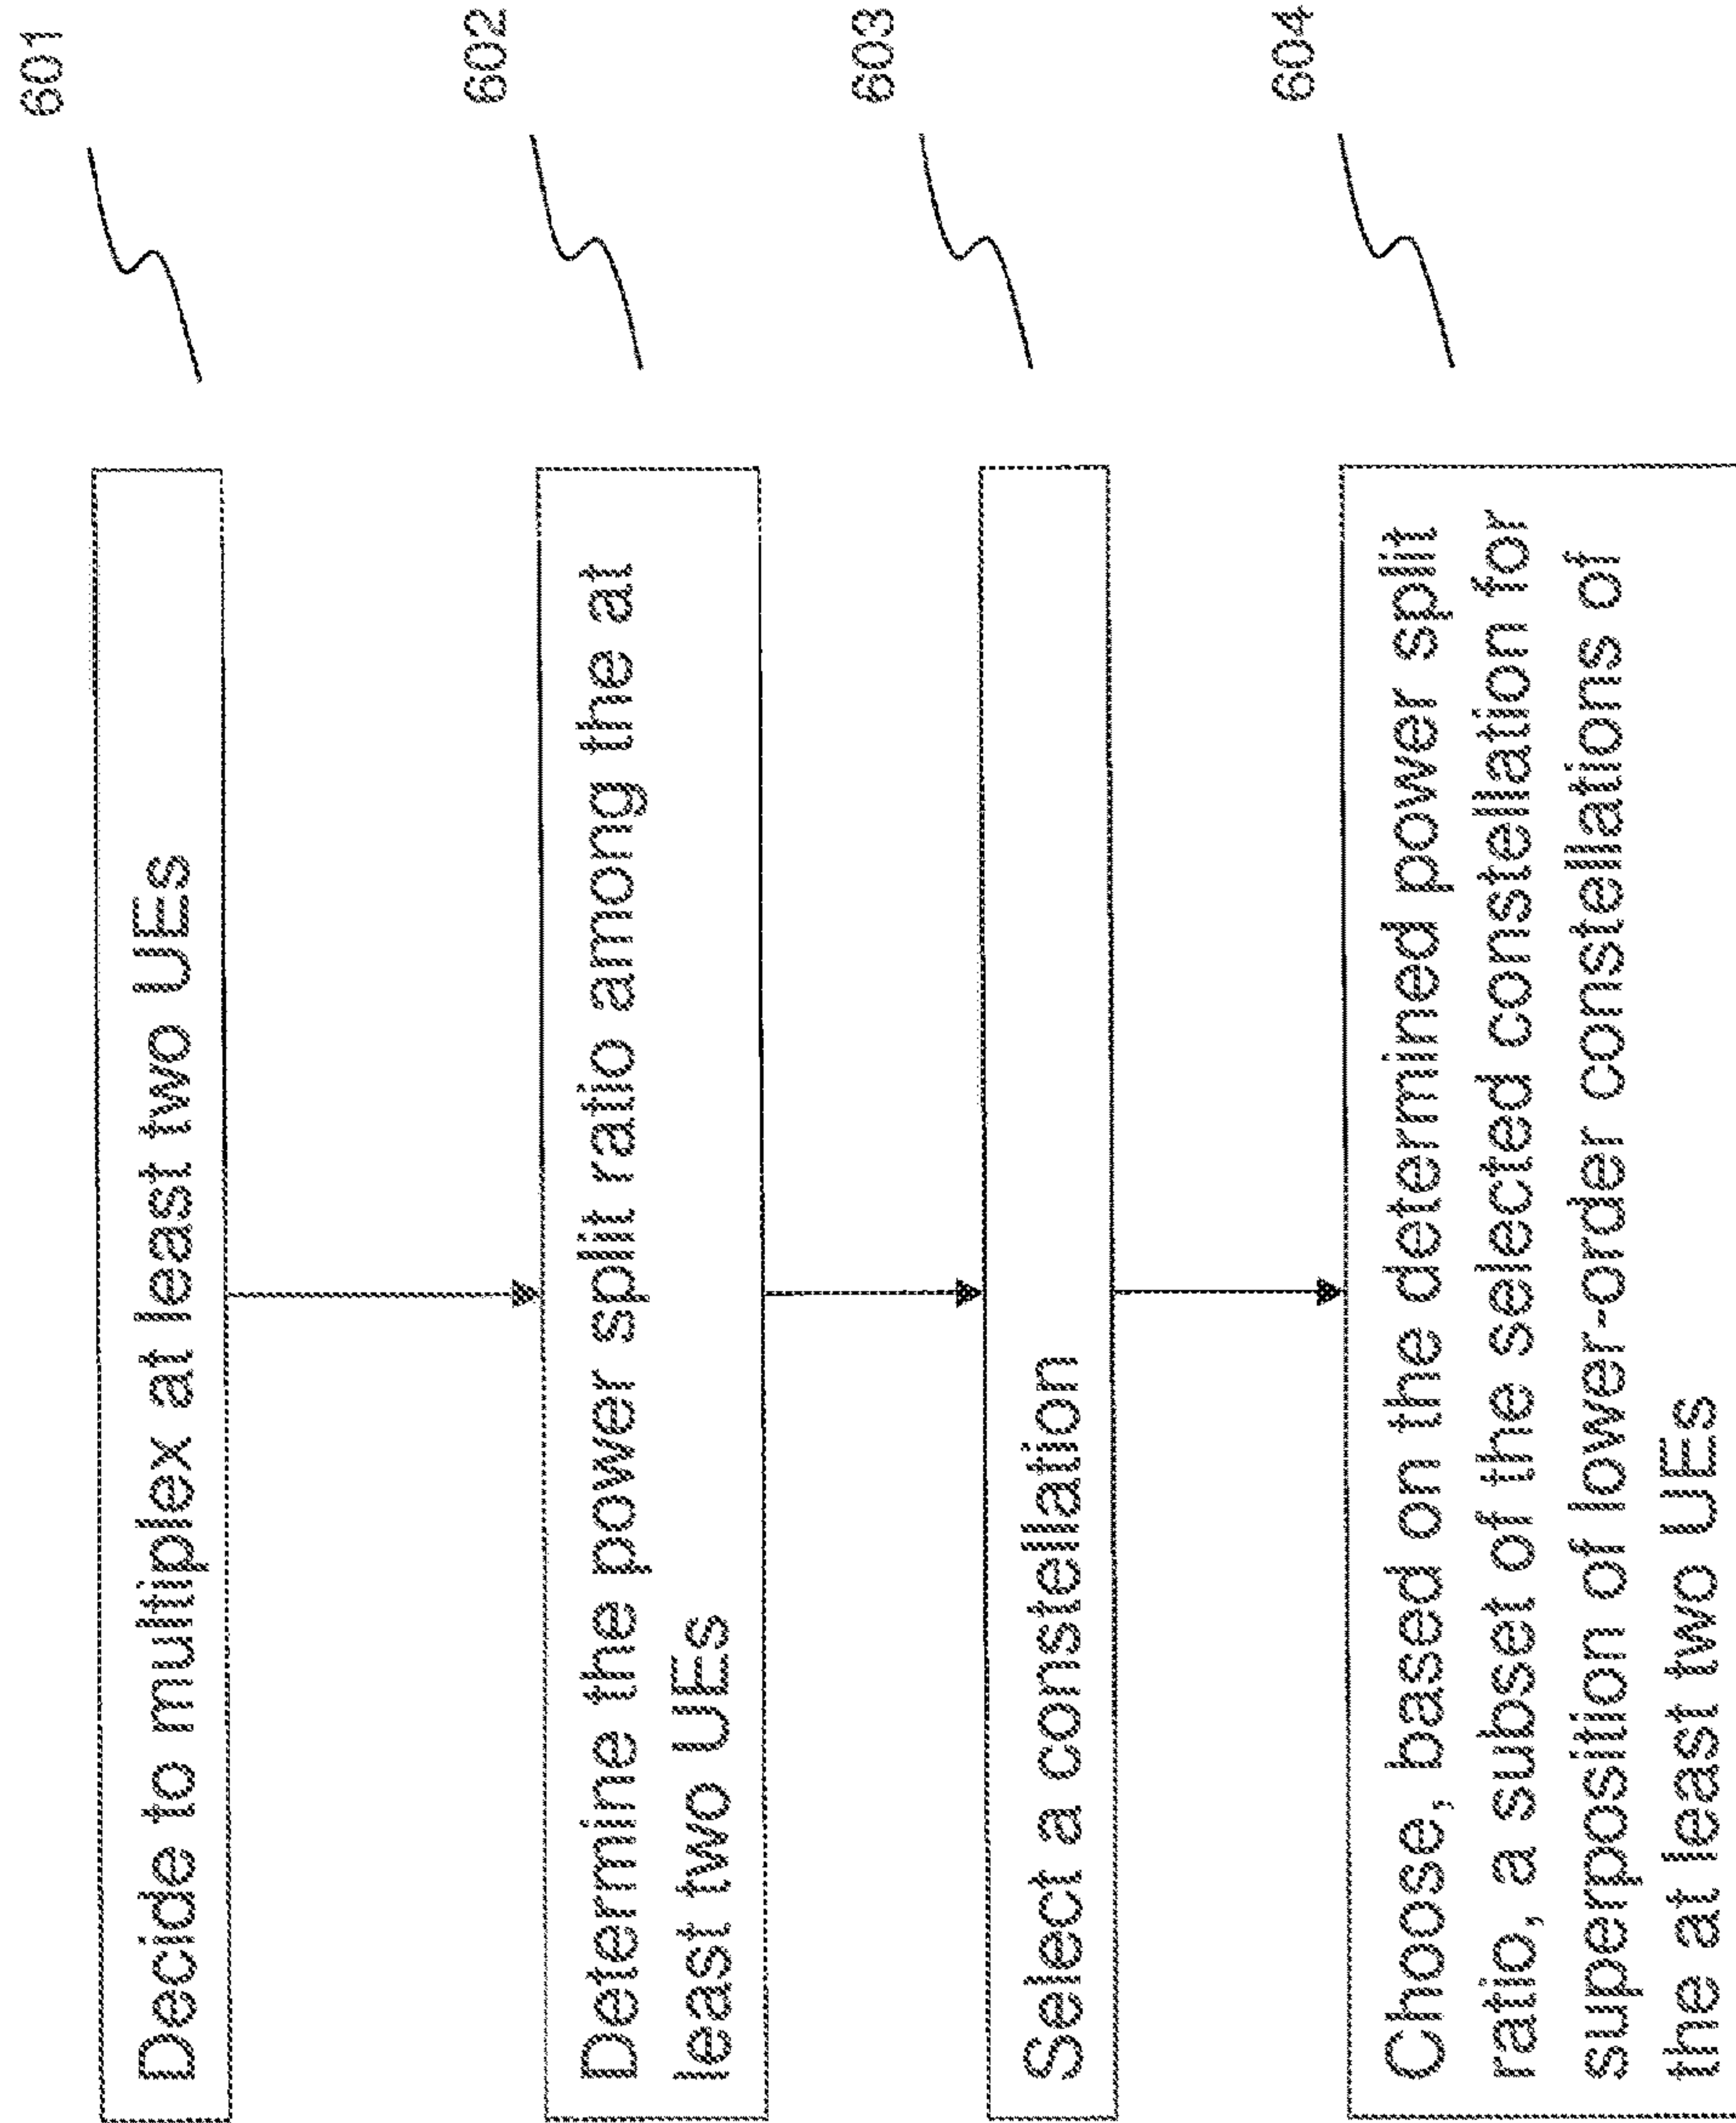 601
Decide to multiplex at least two UEs
602
Determine the power split ratio among the at
least two UEs
603
Select a constellation
604
Choose, based on the determined power split
ratio, a subset of the selected constellation for
superposition of lower-order constellations of
the at least two UEs